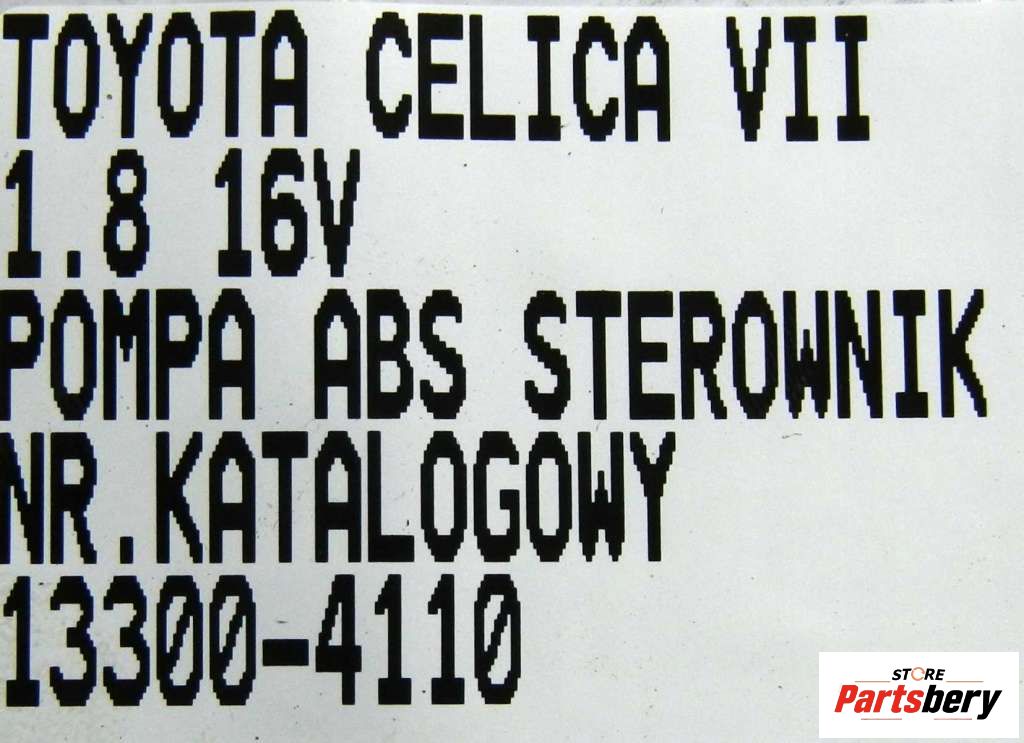 TOYOTA CELICA VII
1.8 16V
POMPA ABS STEROWNIK
NR.KATALOGOWY
13300-4110
STORE
Partsbery